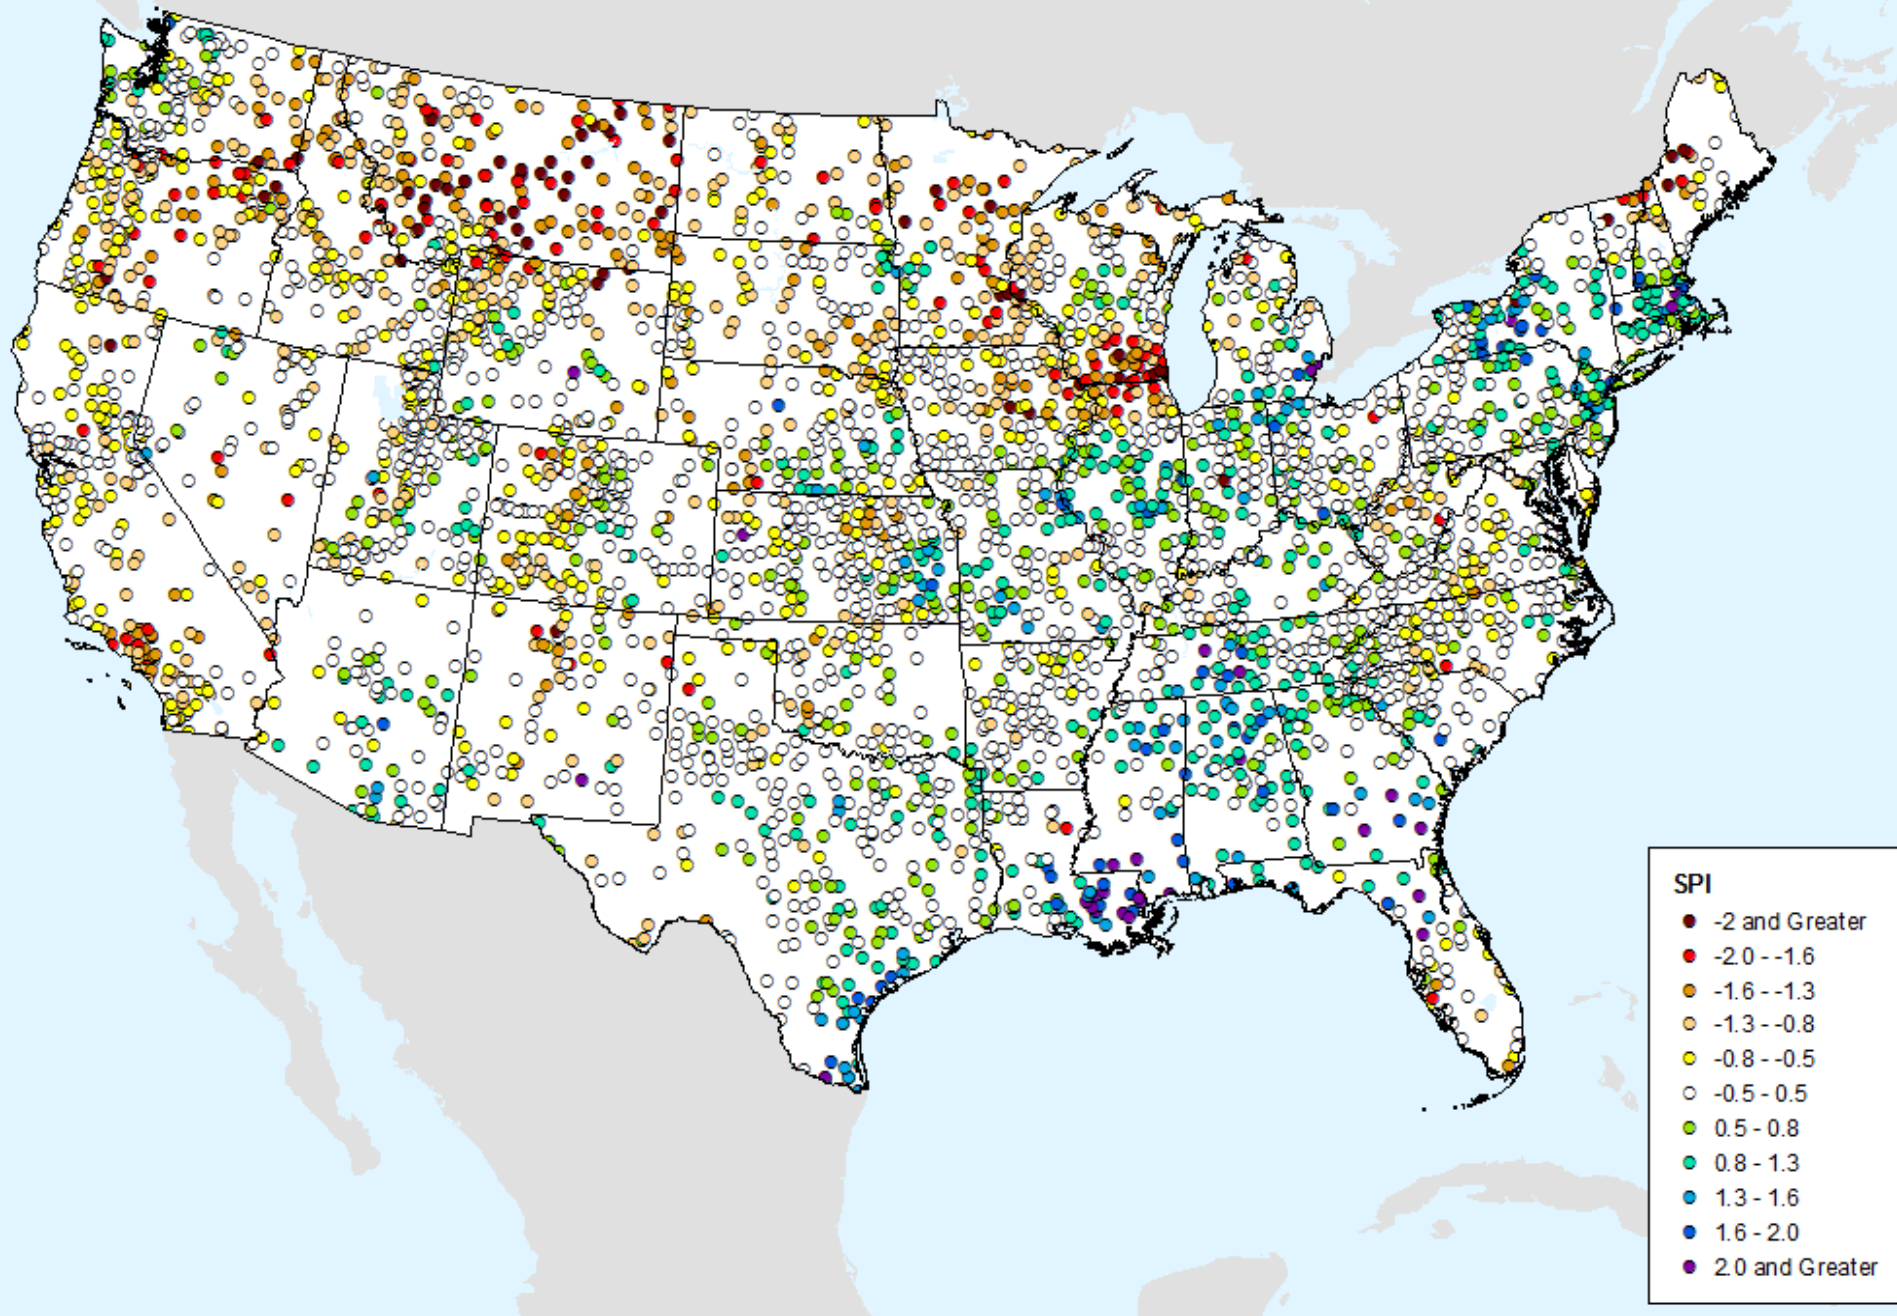 SPI
-2 and Greater
-2.0 - -1.6
-1.6 - -1.3
-1.3 - -0.8
-0.8 - -0.5
-0.5 - 0.5
0.5 - 0.8
0.8 - 1.3
1.3 - 1.6
1.6 - 2.0
2.0 and Greater